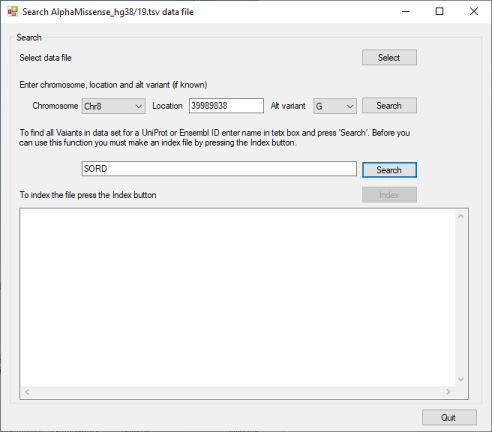 Search AlphaMissense_hg38/19.tsv data file
Search
Select data file
Select
Enter chromosome, location and alt variant (if known)
Chromosome Chr8 Location 39989838 Alt variant G Search
To find all Vaiants in data set for a UniProt or Ensembl ID enter name in tetx box and press 'Search'. Before you
can use this function you must make an index file by pressing the Index button.
SORD Search
To index the file press the Index button Index
Quit